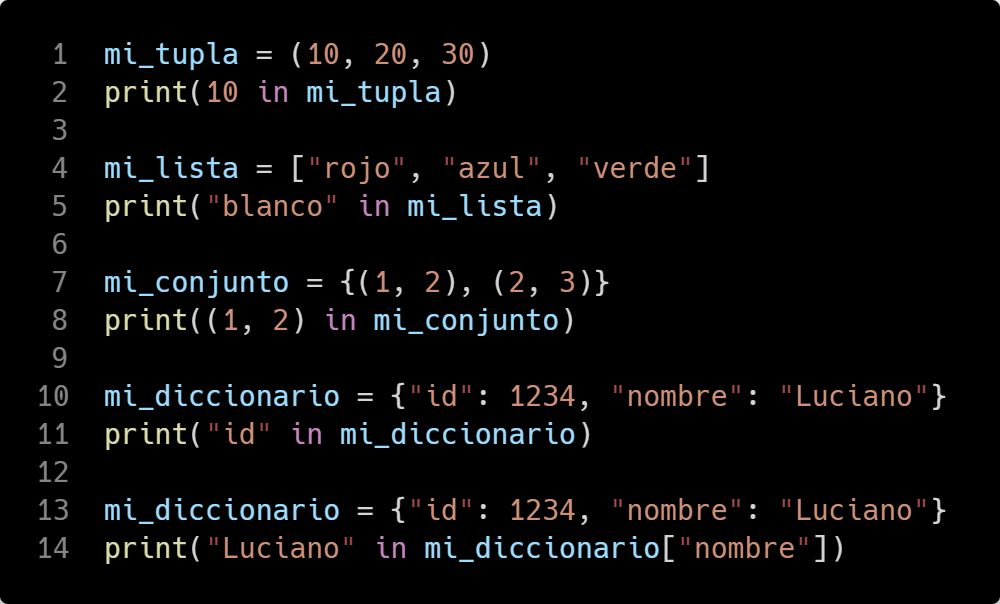 1 mi_tupla = (10, 20, 30)
2 print(10 in mi_tupla)
3
4 mi_lista = ["rojo", "azul", "verde"]
5 print("blanco" in mi_lista)
6
7 mi_conjunto = {(1, 2), (2, 3)}
8 print((1, 2) in mi_conjunto)
9
10 mi_diccionario = {"id": 1234, "nombre": "Luciano"}
11 print("id" in mi_diccionario)
12
13 mi_diccionario = {"id": 1234, "nombre": "Luciano"}
14 print("Luciano" in mi_diccionario["nombre"])